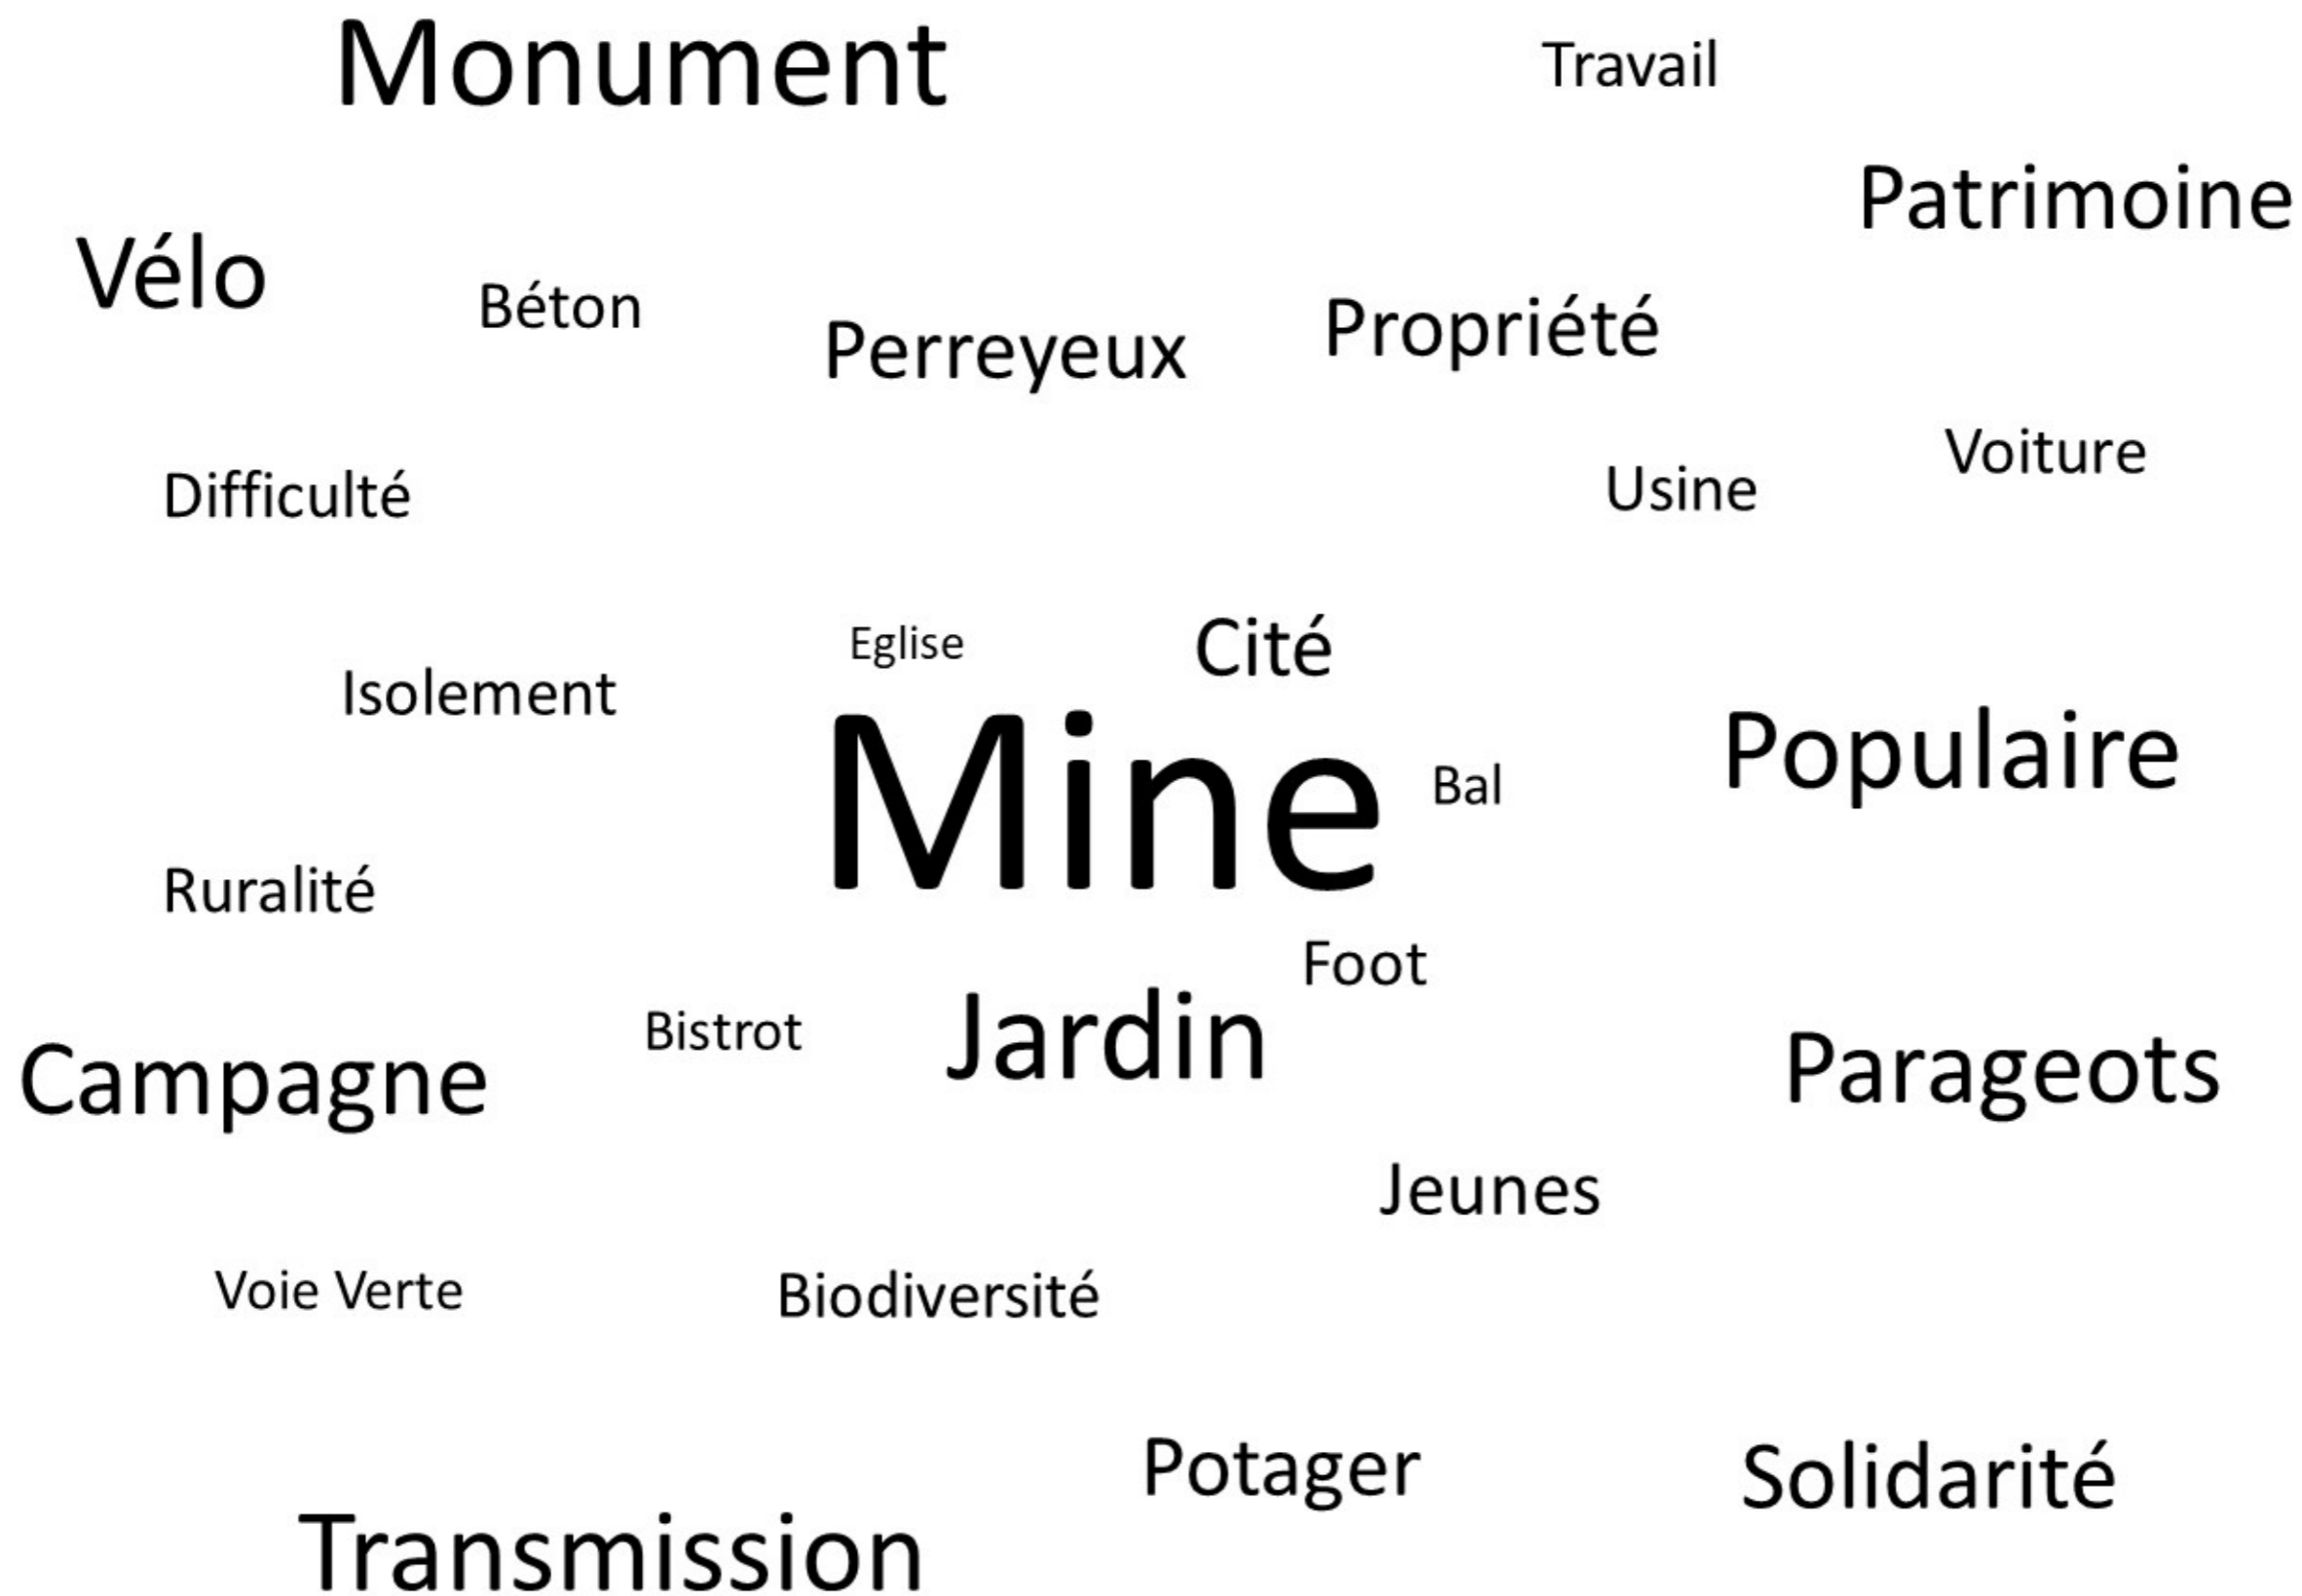 Monument
Travail
Patrimoine
Vélo
Béton
Perreyeux
Propriété
Voiture
Difficulté
Usine
Eglise
Cité
Isolement
Mine
Bal
Populaire
Ruralité
Foot
Bistrot
Jardin
Campagne
Parageots
Jeunes
Voie Verte
Biodiversité
Potager
Solidarité
Transmission